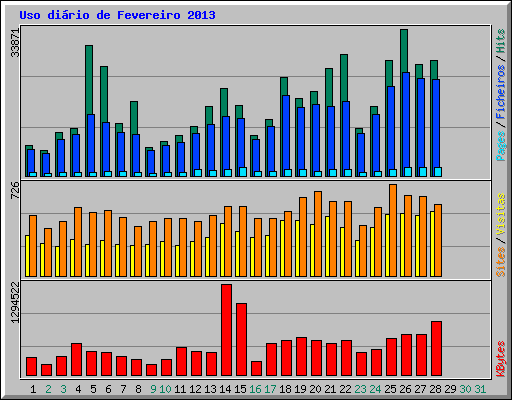 Uso diário de Fevereiro 2013
33871
Pages / Ficheiros / Hits
726
Sites / Visitas
1294522
KBytes
1 2 3 4 5 6 7 8 9 10 11 12 13 14 15 16 17 18 19 20 21 22 23 24 25 26 27 28 29 30 31